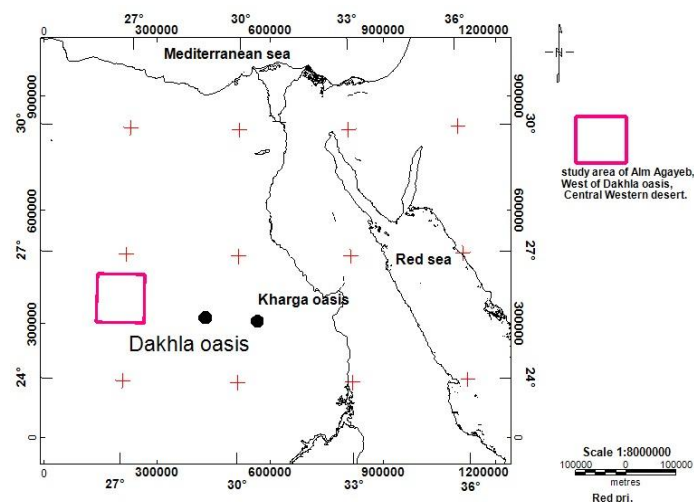 27° 30° 33° 36°
0 300000 600000 900000 1200000
Mediterranean sea
N
900000 900000
30° 30°
study area of Alm Agayeb,
West of Dakhla oasis,
Central Western desert.
600000 600000
27° 27°
Red sea
Kharga oasis
300000 300000
Dakhla oasis
24° 24°
0 0
Scale 1:8000000
100000 0 100000
metres
300000 600000 900000 1200000
27° 30° 33° 36°
Red pri.